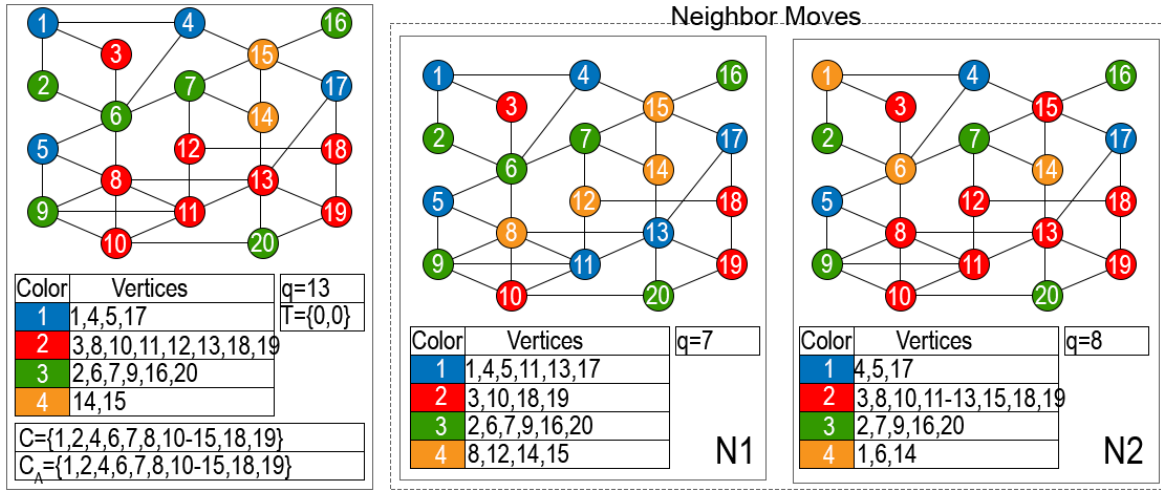 Neighbor Moves
1 4 16
3 15
2 7 17
6 14
5 12 18
8 13
9 11 19
10 20
Color Vertices
1 1,4,5,17
2 3,8,10,11,12,13,18,19
3 2,6,7,9,16,20
4 14,15
q=13
T={0,0}
C={1,2,4,6,7,8,10-15,18,19}
C_A={1,2,4,6,7,8,10-15,18,19}
1 4 16
3 15
2 7 17
6 14
5 12 18
8 13
9 11 19
10 20
Color Vertices
1 1,4,5,11,13,17
2 3,10,18,19
3 2,6,7,9,16,20
4 8,12,14,15
q=7
N1
1 4 16
3 15
2 7 17
6 14
5 12 18
8 13
9 11 19
10 20
Color Vertices
1 4,5,17
2 3,8,10,11-13,15,18,19
3 2,7,9,16,20
4 1,6,14
q=8
N2